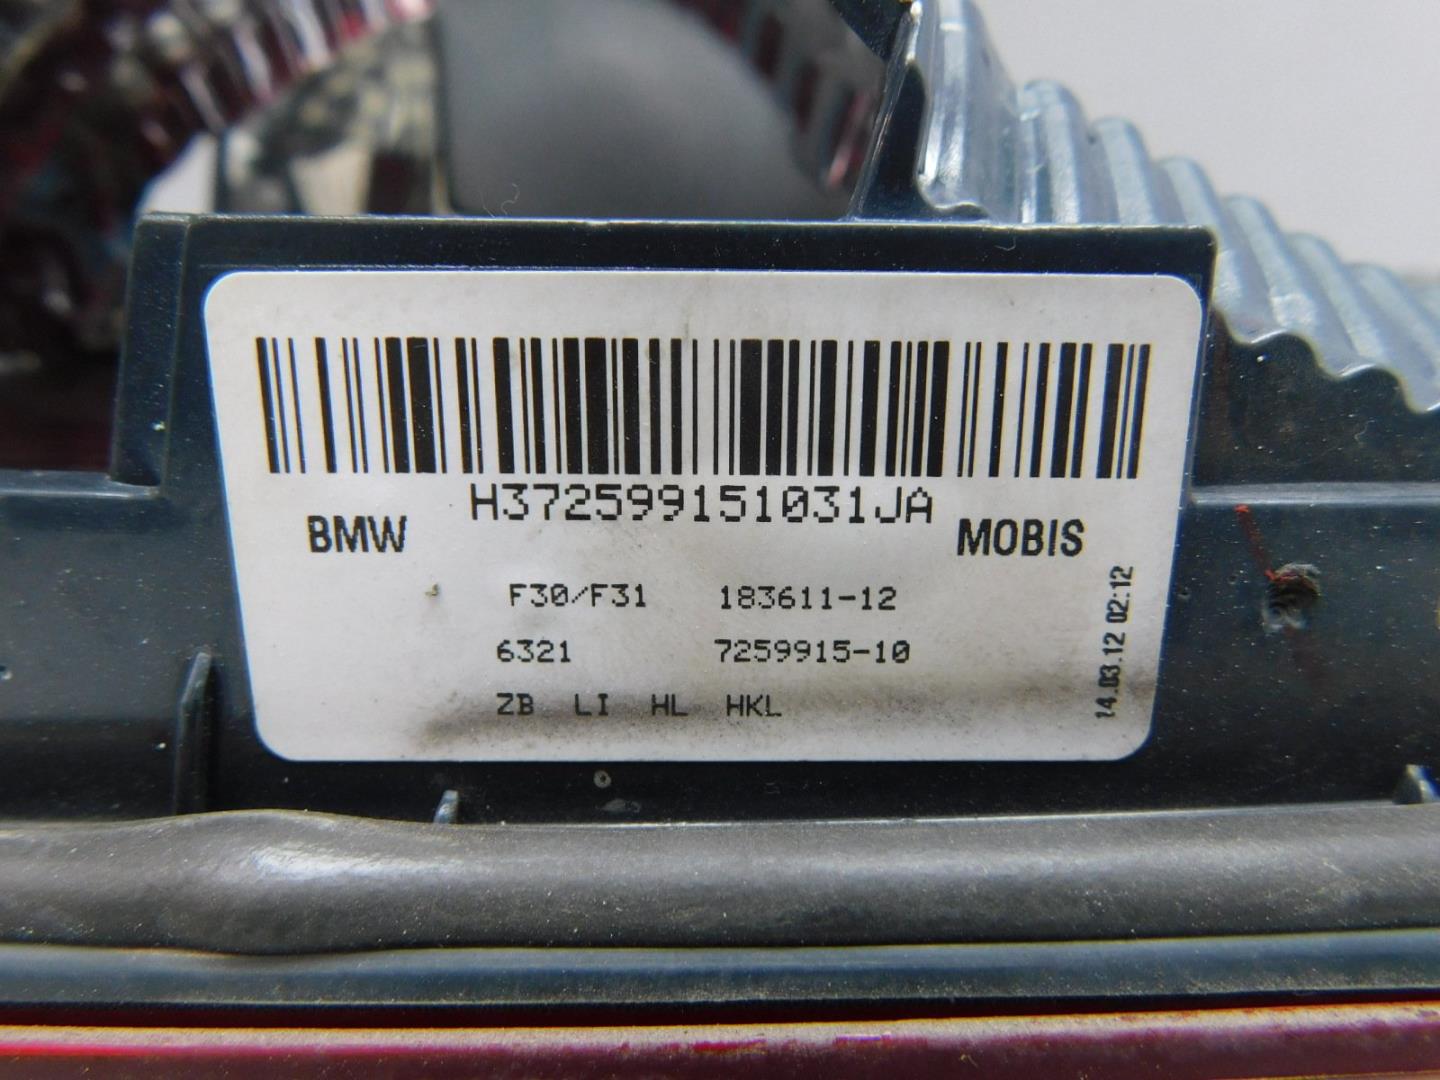 H372599151031JA
BMW MOBIS
F30/F31 183611-12
6321 7259915-10
ZB LI HL HKL
14.03.12 02:12